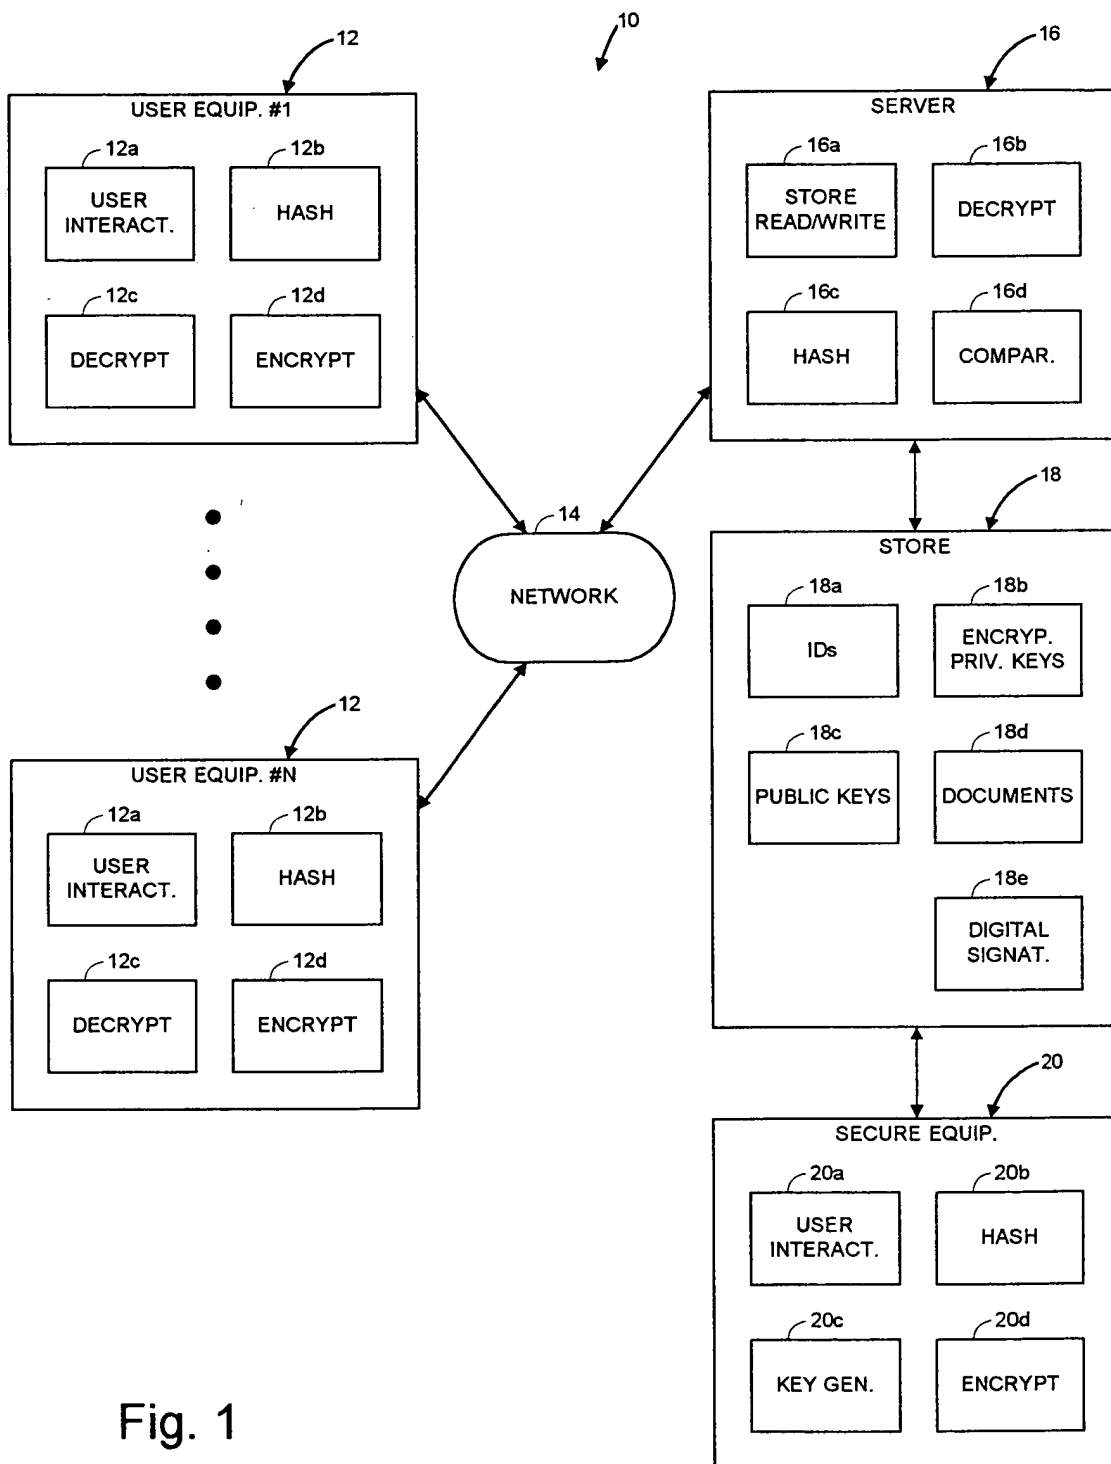 10
12
USER EQUIP. #1
12a
USER
INTERACT.
12b
HASH
12c
DECRYPT
12d
ENCRYPT
16
SERVER
16a
STORE
READ/WRITE
16b
DECRYPT
16c
HASH
16d
COMPAR.
14
NETWORK
18
STORE
18a
IDs
18b
ENCRYP.
PRIV. KEYS
18c
PUBLIC KEYS
18d
DOCUMENTS
18e
DIGITAL
SIGNAT.
12
USER EQUIP. #N
12a
USER
INTERACT.
12b
HASH
12c
DECRYPT
12d
ENCRYPT
20
SECURE EQUIP.
20a
USER
INTERACT.
20b
HASH
20c
KEY GEN.
20d
ENCRYPT
Fig. 1